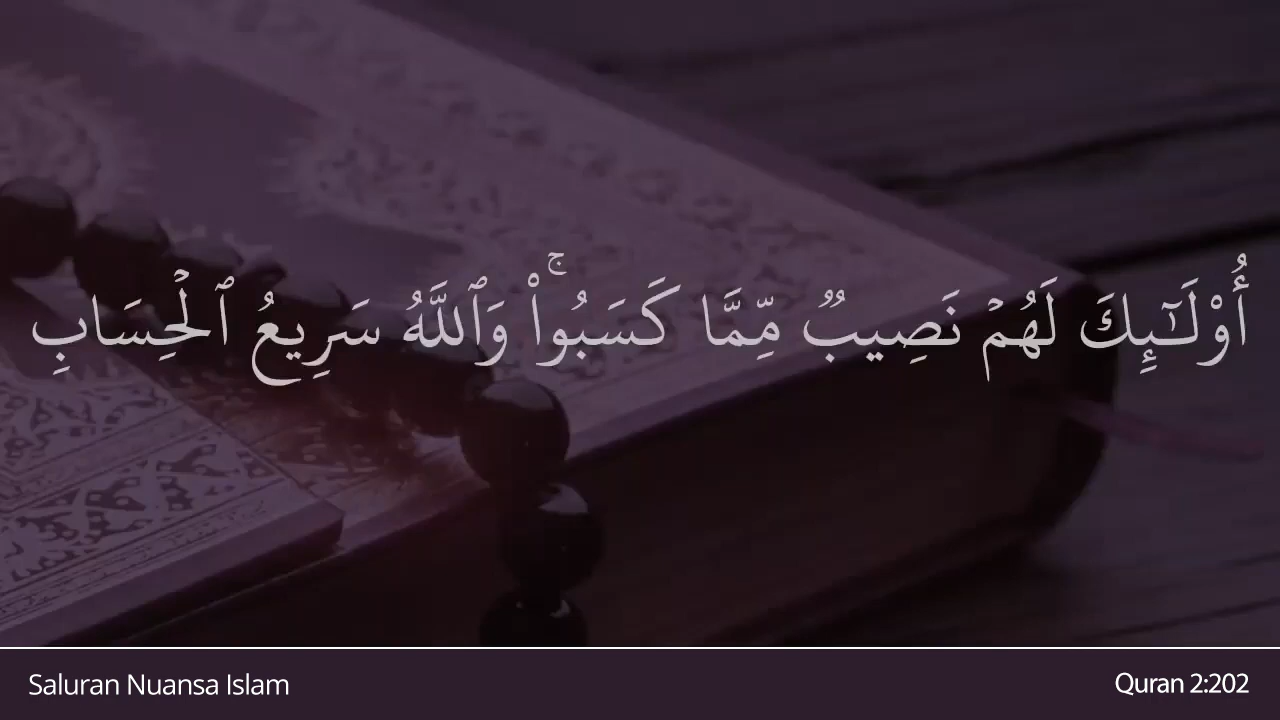 أُو۟لَـٰٓئِكَ لَهُمۡ نَصِيبٌ مِّمَّا كَسَبُوا۟ۚ وَٱللَّهُ سَرِيعُ ٱلۡحِسَابِ
Saluran Nuansa Islam
Quran 2:202